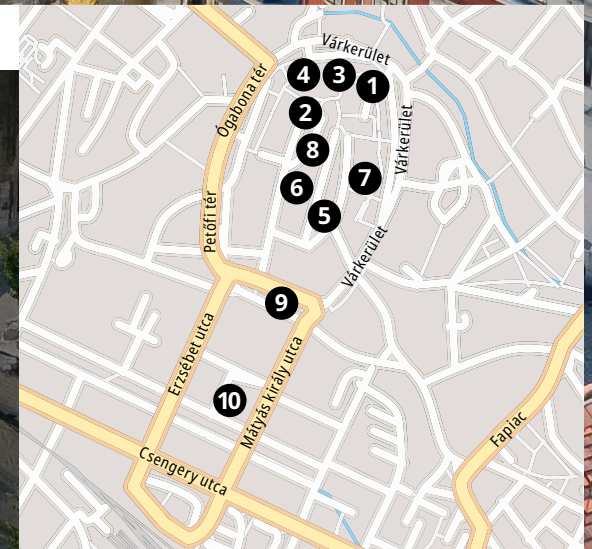 Várkerület
4 3 1
Ógabona tér
2
Várkerület
8
7
6
Petőfi tér
5
Várkerület
9
Erzsébet utca
Mátyás király utca
10
Fapiac
Csengery utca